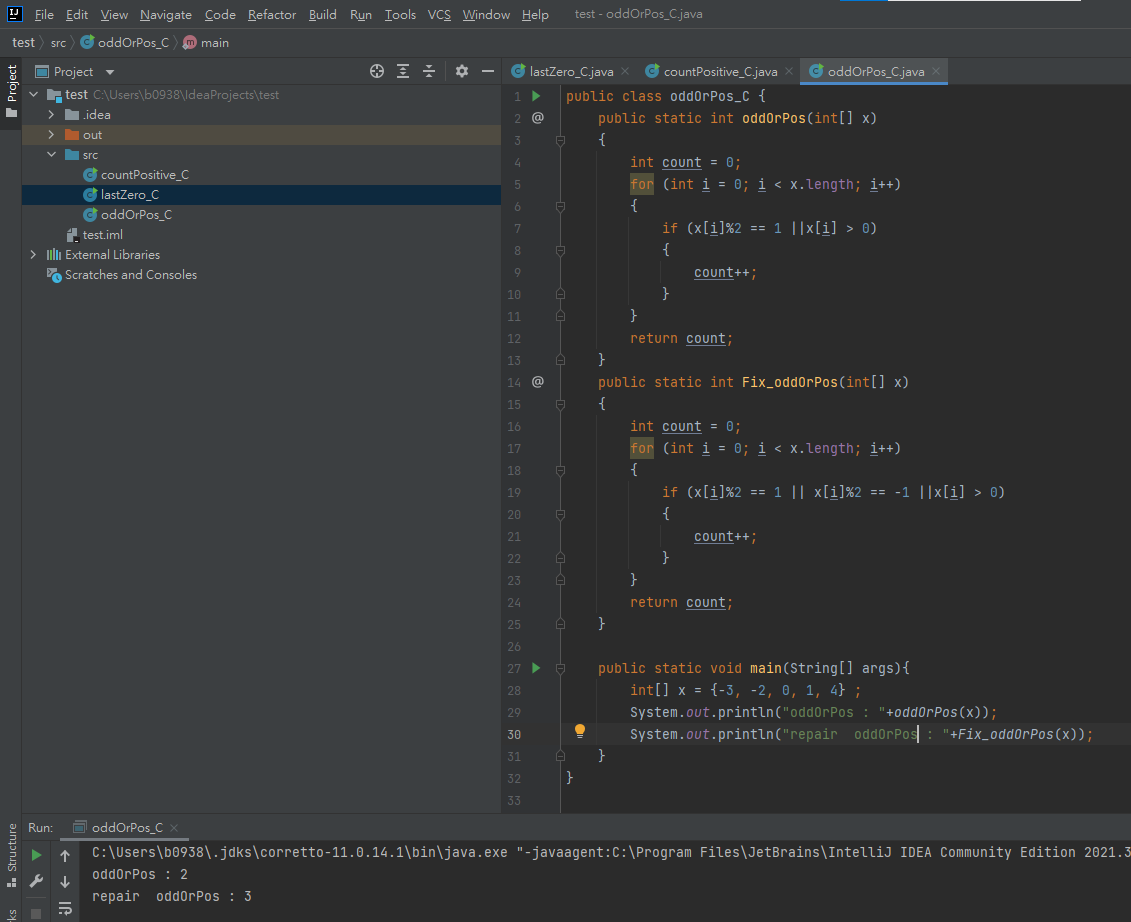 File Edit View Navigate Code Refactor Build Run Tools VCS Window Help test - oddOrPos_C.java
test src oddOrPos_C main
Project
Project
test C:\Users\b0938\IdeaProjects\test
.idea
out
src
countPositive_C
lastZero_C
oddOrPos_C
test.iml
External Libraries
Scratches and Consoles
lastZero_C.java countPositive_C.java oddOrPos_C.java
1 public class oddOrPos_C {
2 @ public static int oddOrPos(int[] x)
3 {
4 int count = 0;
5 for (int i = 0; i < x.length; i++)
6 {
7 if (x[i]%2 == 1 ||x[i] > 0)
8 {
9 count++;
10 }
11 }
12 return count;
13 }
14 @ public static int Fix_oddOrPos(int[] x)
15 {
16 int count = 0;
17 for (int i = 0; i < x.length; i++)
18 {
19 if (x[i]%2 == 1 || x[i]%2 == -1 ||x[i] > 0)
20 {
21 count++;
22 }
23 }
24 return count;
25 }
26
27 public static void main(String[] args){
28 int[] x = {-3, -2, 0, 1, 4} ;
29 System.out.println("oddOrPos : "+oddOrPos(x));
30 System.out.println("repair  oddOrPos : "+Fix_oddOrPos(x));
31 }
32 }
33
Structure
Run: oddOrPos_C
C:\Users\b0938\.jdks\corretto-11.0.14.1\bin\java.exe "-javaagent:C:\Program Files\JetBrains\IntelliJ IDEA Community Edition 2021.3
oddOrPos : 2
repair  oddOrPos : 3